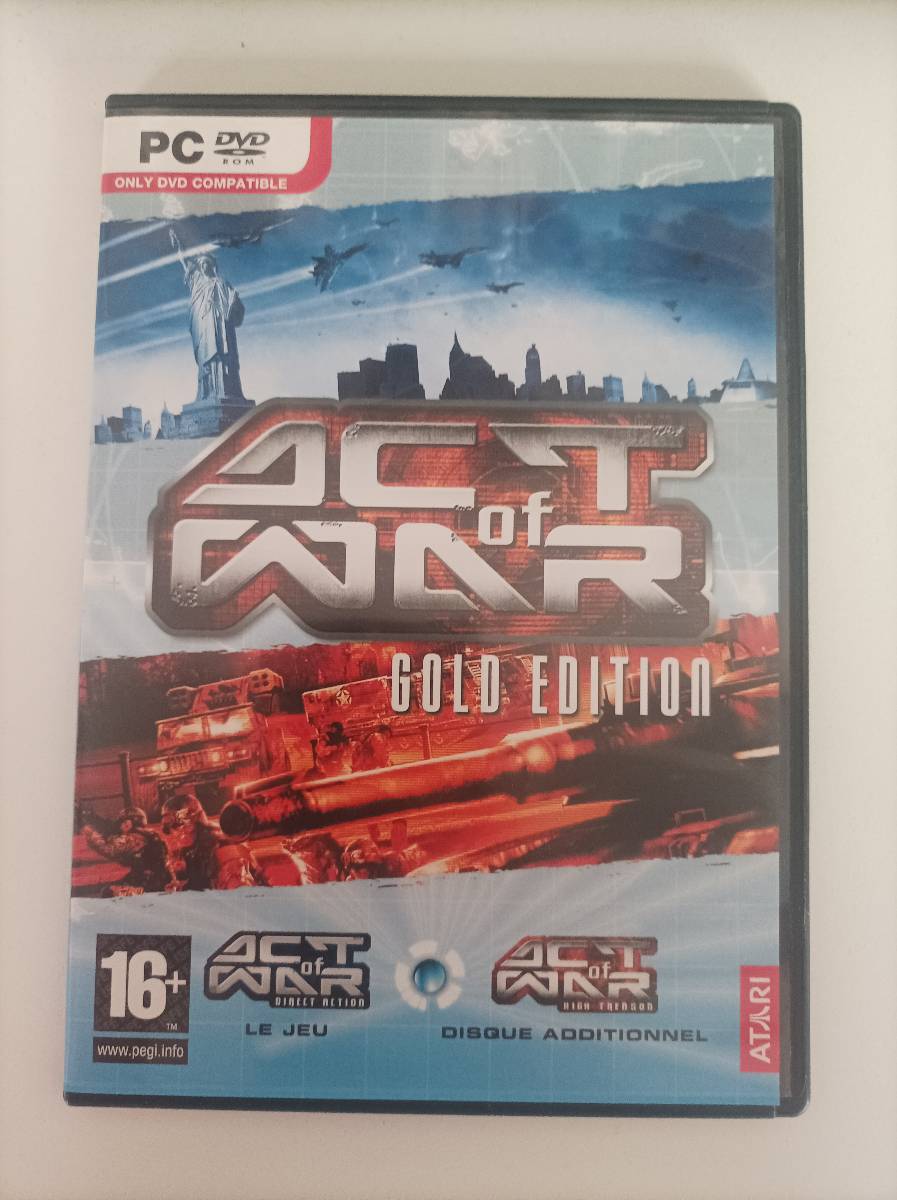 PC DVD
ROM
ONLY DVD COMPATIBLE
ACT
of
WAR
GOLD EDITION
16+
TM
www.pegi.info
ACT
of
WAR
DIRECT ACTION
LE JEU
ACT
of
WAR
HIGH TREASON
DISQUE ADDITIONNEL
ATARI